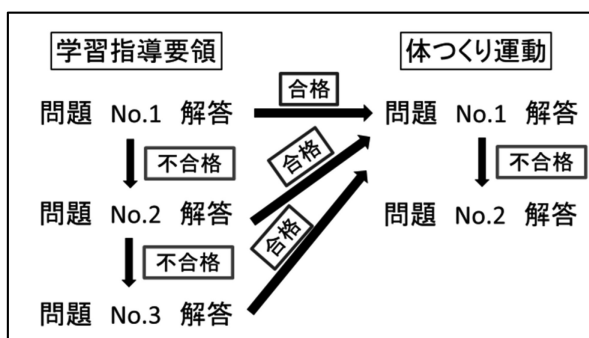 学習指導要領
体つくり運動
問題 No.1 解答
合格
問題 No.1 解答
不合格
合格
不合格
問題 No.2 解答
問題 No.2 解答
不合格
合格
問題 No.3 解答